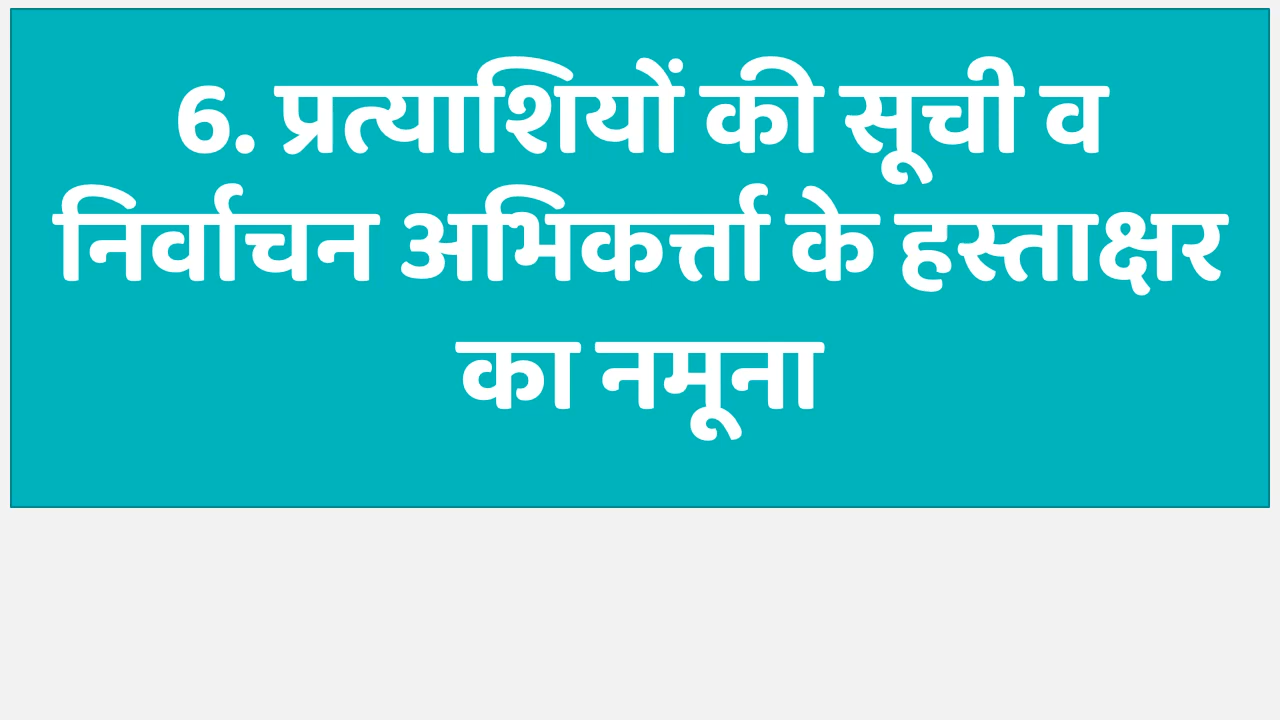 6. प्रत्याशियों की सूची व
निर्वाचन अभिकर्त्ता के हस्ताक्षर
का नमूना